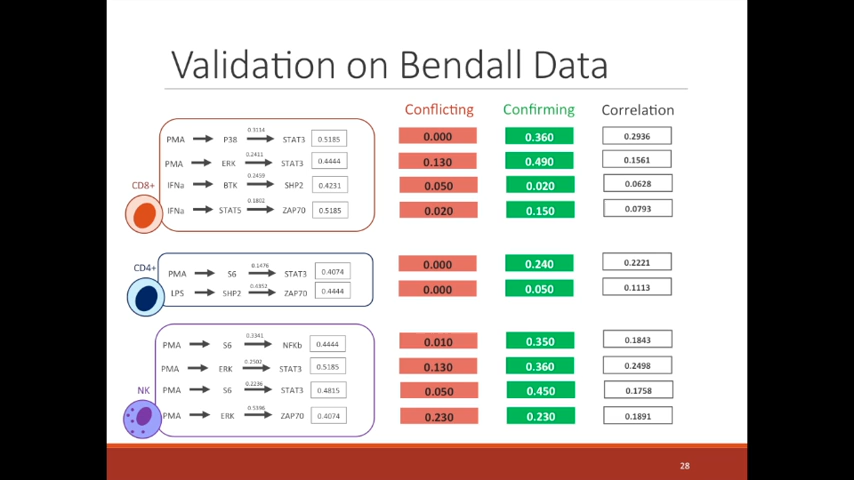 Validation on Bendall Data
Conflicting Confirming Correlation
PMA P38 0.3114 STAT3 0.5185 0.000 0.360 0.2936
PMA ERK 0.2411 STAT3 0.4444 0.130 0.490 0.1561
CD8+ IFNa BTK 0.2459 SHP2 0.4231 0.050 0.020 0.0628
IFNa STAT5 0.1802 ZAP70 0.5185 0.020 0.150 0.0793
CD4+ PMA S6 0.1476 STAT3 0.4074 0.000 0.240 0.2221
LPS SHP2 ZAP70 0.4444 0.000 0.050 0.1113
PMA S6 0.3341 NFKb 0.4444 0.010 0.350 0.1843
PMA ERK 0.2502 STAT3 0.5185 0.130 0.360 0.2498
NK PMA S6 0.2236 STAT3 0.4815 0.050 0.450 0.1758
PMA ERK 0.5396 ZAP70 0.4074 0.230 0.230 0.1891
28